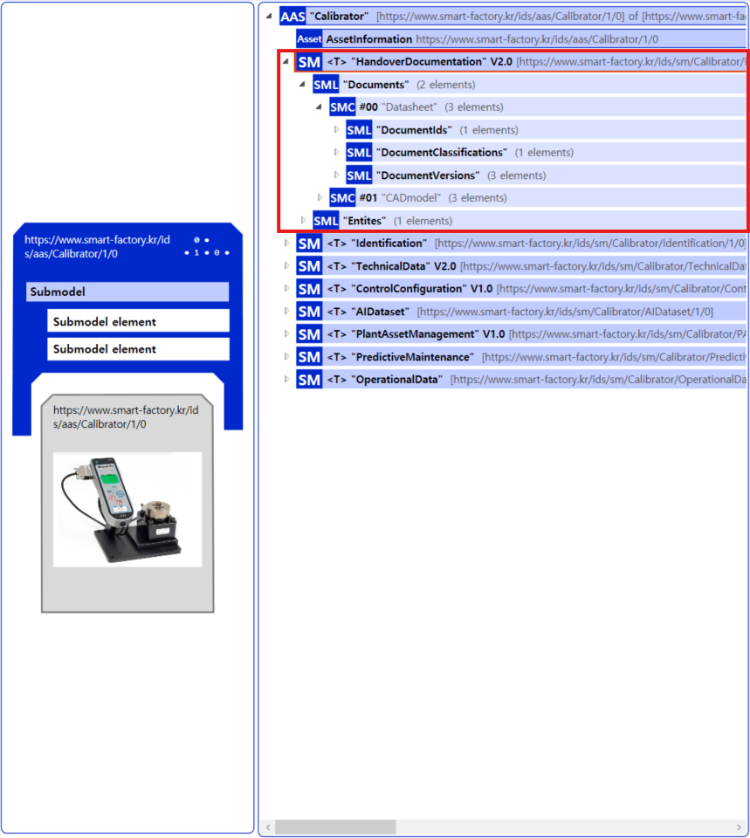 https://www.smart-factory.kr/id
s/aas/Calibrator/1/0
0
1 0
Submodel
Submodel element
Submodel element
https://www.smart-factory.kr/id
s/aas/Calibrator/1/0
AAS "Calibrator" [https://www.smart-factory.kr/ids/aas/Calibrator/1/0] of [https://www.smart-fa
Asset AssetInformation https://www.smart-factory.kr/ids/aas/Calibrator/1/0
SM <T> "HandoverDocumentation" V2.0 [https://www.smart-factory.kr/ids/sm/Calibrator/
SML "Documents" (2 elements)
SMC #00 "Datasheet" (3 elements)
SML "DocumentIds" (1 elements)
SML "DocumentClassifications" (1 elements)
SML "DocumentVersions" (3 elements)
SMC #01 "CADmodel" (3 elements)
SML "Entites" (1 elements)
SM <T> "Identification" [https://www.smart-factory.kr/ids/sm/Calibrator/Identification/1/0]
SM <T> "TechnicalData" V2.0 [https://www.smart-factory.kr/ids/sm/Calibrator/TechnicalDa
SM <T> "ControlConfiguration" V1.0 [https://www.smart-factory.kr/ids/sm/Calibrator/Cont
SM <T> "AIDataset" [https://www.smart-factory.kr/ids/sm/Calibrator/AIDataset/1/0]
SM <T> "PlantAssetManagement" V1.0 [https://www.smart-factory.kr/ids/sm/Calibrator/PA
SM <T> "PredictiveMaintenance" [https://www.smart-factory.kr/ids/sm/Calibrator/Predicti
SM <T> "OperationalData" [https://www.smart-factory.kr/ids/sm/Calibrator/OperationalDa